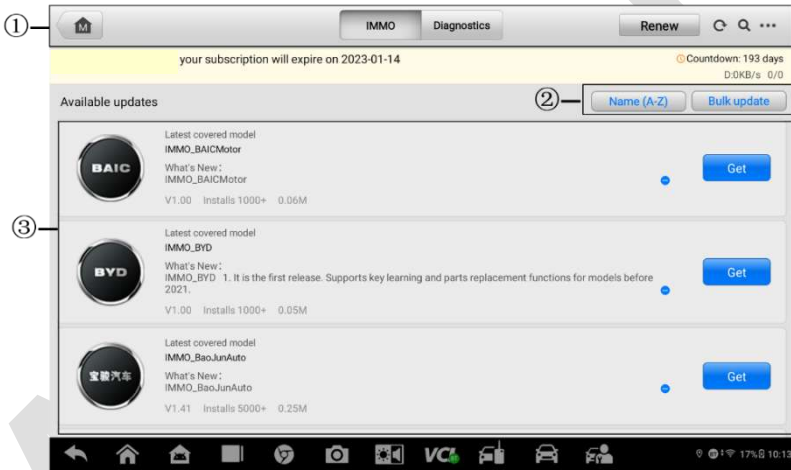 ①
M
IMMO
Diagnostics
Renew
your subscription will expire on 2023-01-14
Countdown: 193 days
D:0KB/s 0/0
Available updates
②
Name (A-Z)
Bulk update
③
BAIC
Latest covered model
IMMO_BAICMotor
What's New:
IMMO_BAICMotor
V1.00 Installs 1000+ 0.06M
Get
BYD
Latest covered model
IMMO_BYD
What's New:
IMMO_BYD 1. It is the first release. Supports key learning and parts replacement functions for models before
2021.
V1.00 Installs 1000+ 0.05M
Get
宝骏汽车
Latest covered model
IMMO_BaoJunAuto
What's New:
IMMO_BaoJunAuto
V1.41 Installs 5000+ 0.25M
Get
VCI
17% 10:13